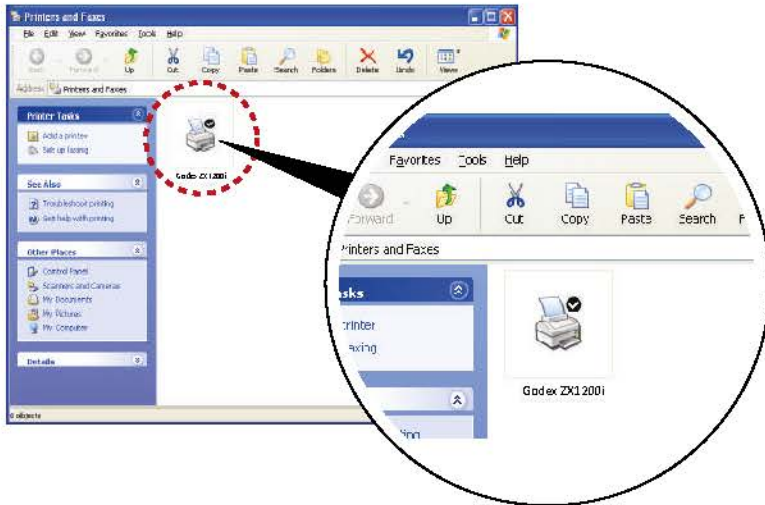 Printers and Faxes
File Edit View Favorites Tools Help
Back Forward Up Cut Copy Paste Search Folders Delete Undo Views
Address Printers and Faxes
Printer Tasks
Add a printer
Set up faxing
See Also
Troubleshoot printing
Get help with printing
Other Places
Control Panel
Scanners and Cameras
My Documents
My Pictures
My Computer
Details
objects
Godex ZX1200i
Favorites Tools Help
Forward Up Cut Copy Paste Search F
Printers and Faxes
asks
printer
axing
ting
Godex ZX1200i